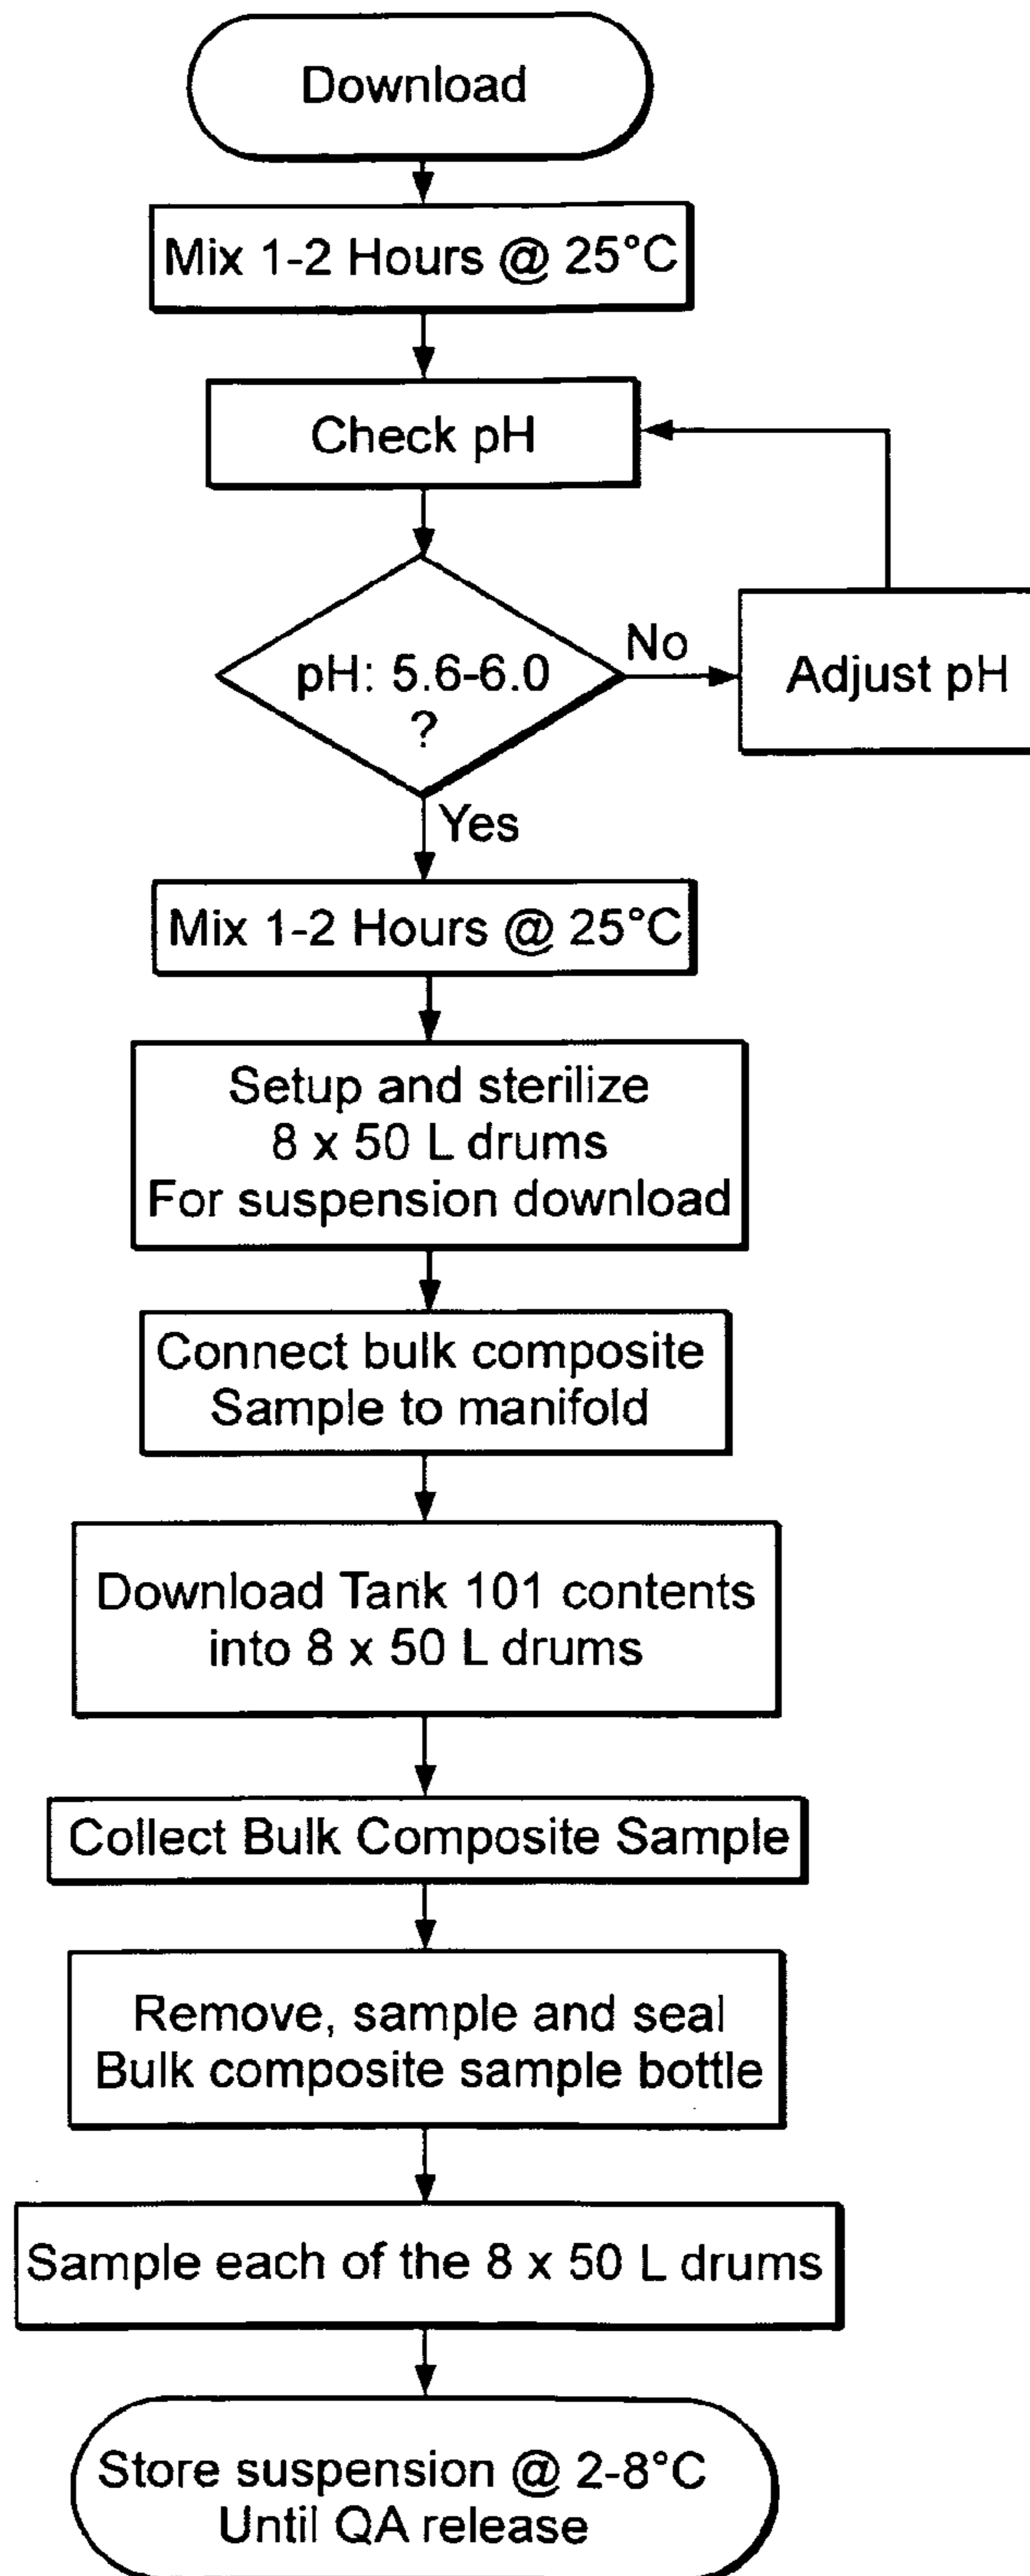 Download
Mix 1-2 Hours @ 25°C
Check pH
pH: 5.6-6.0
?
No
Adjust pH
Yes
Mix 1-2 Hours @ 25°C
Setup and sterilize
8 x 50 L drums
For suspension download
Connect bulk composite
Sample to manifold
Download Tank 101 contents
into 8 x 50 L drums
Collect Bulk Composite Sample
Remove, sample and seal
Bulk composite sample bottle
Sample each of the 8 x 50 L drums
Store suspension @ 2-8°C
Until QA release